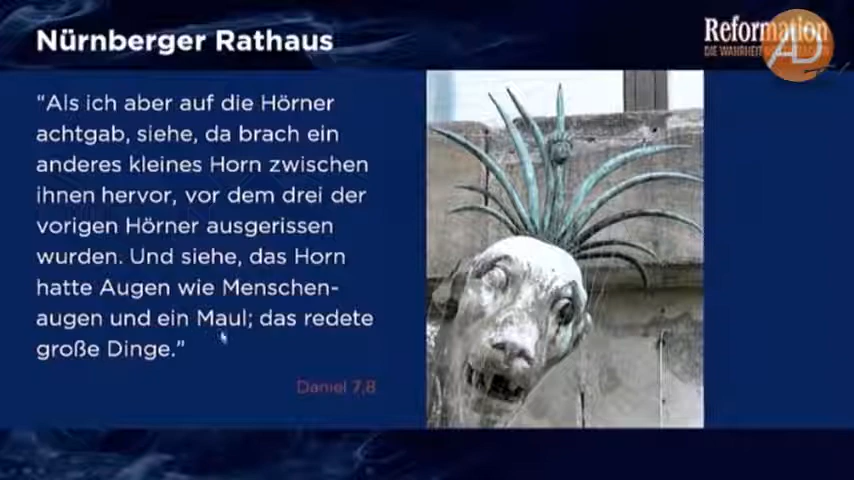 Nürnberger Rathaus
Reformation
DIE WAHRHEIT
"Als ich aber auf die Hörner
achtgab, siehe, da brach ein
anderes kleines Horn zwischen
ihnen hervor, vor dem drei der
vorigen Hörner ausgerissen
wurden. Und siehe, das Horn
hatte Augen wie Menschen-
augen und ein Maul; das redete
große Dinge."
Daniel 7,8